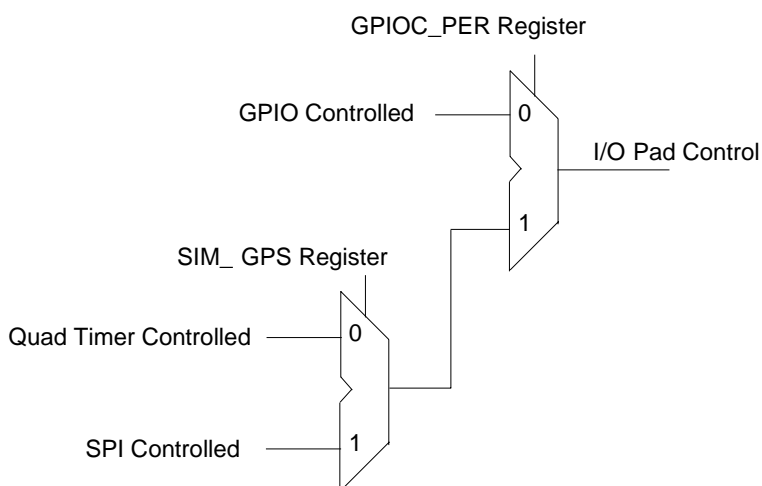 GPIOC_PER Register
GPIO Controlled
0
I/O Pad Control
1
SIM_ GPS Register
Quad Timer Controlled
0
SPI Controlled
1